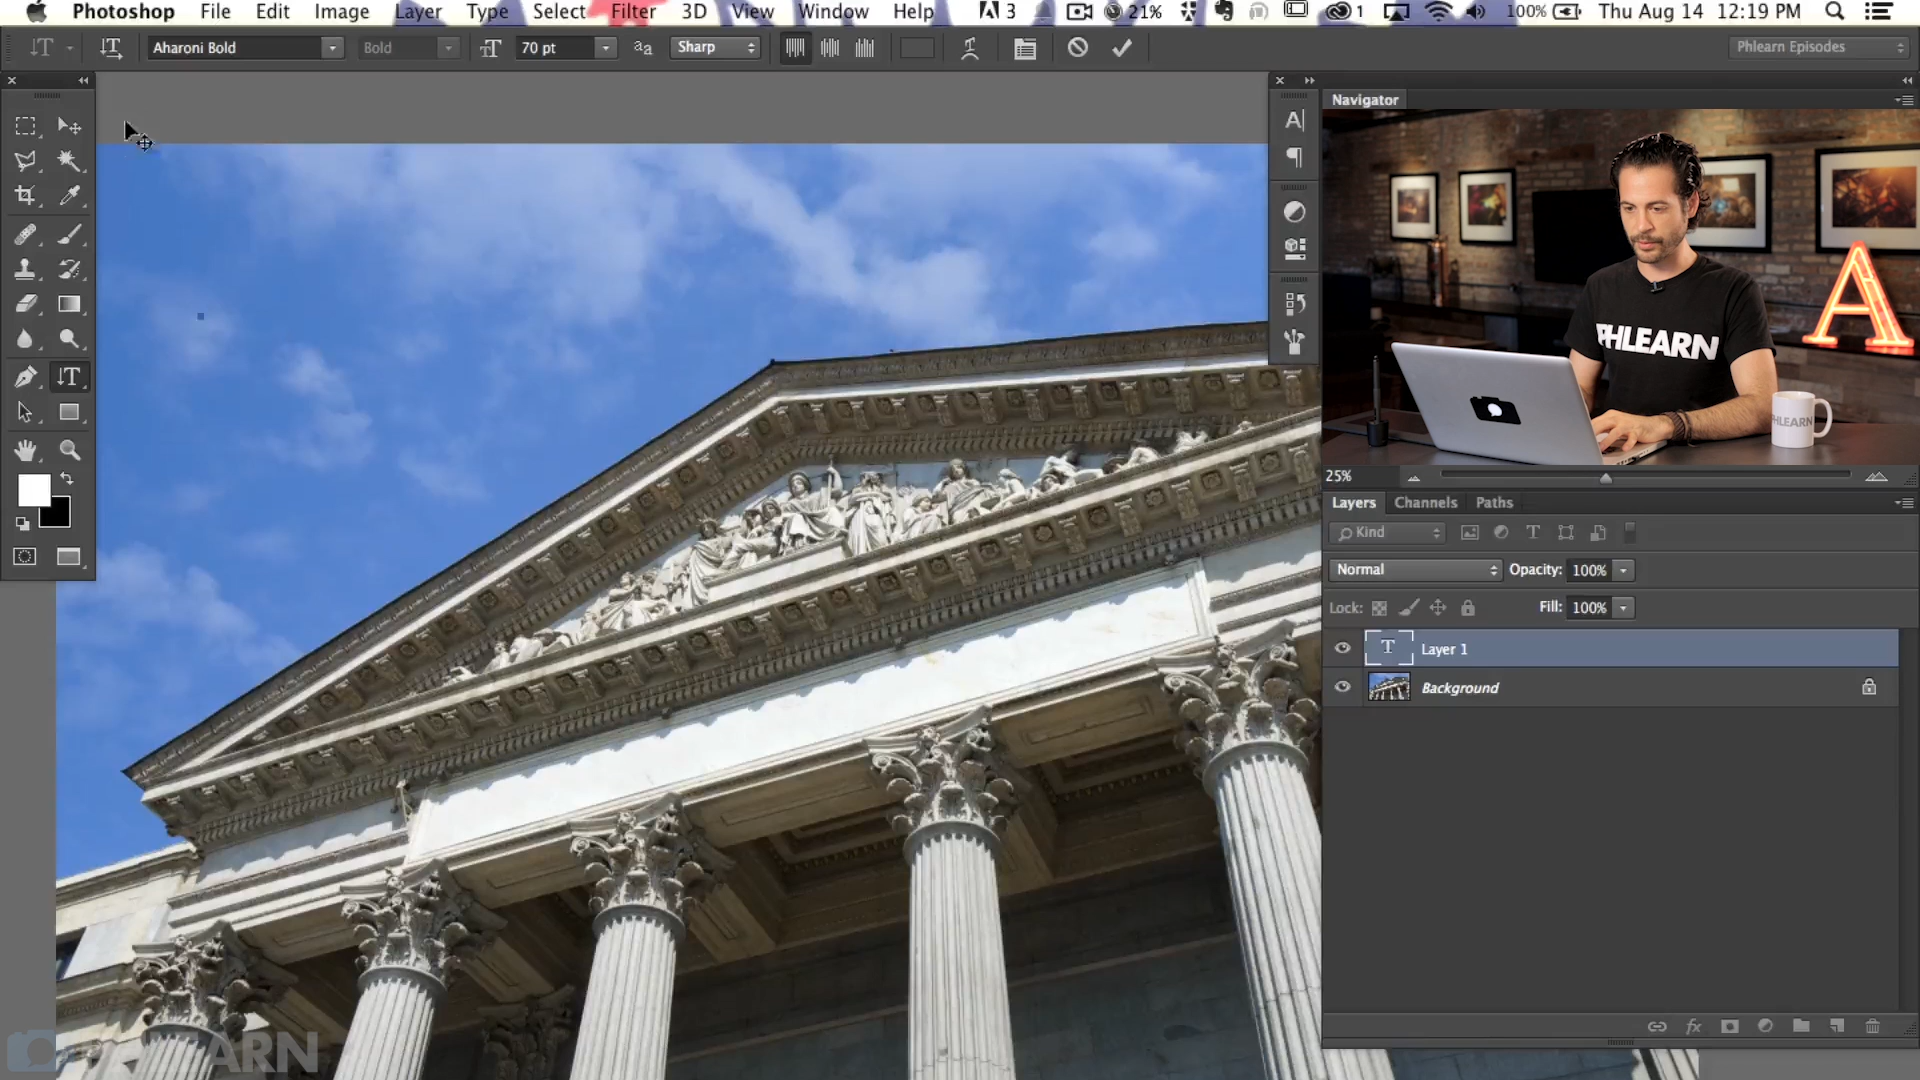 Photoshop File Edit Image Layer Type Select Filter 3D View Window Help 3 21% 1 100% Thu Aug 14 12:19 PM
Aharoni Bold Bold 70 pt Sharp Phlearn Episodes
Navigator
PHLEARN
HLEARN
A
25%
Layers Channels Paths
Kind
Normal Opacity: 100%
Lock: Fill: 100%
Layer 1
Background